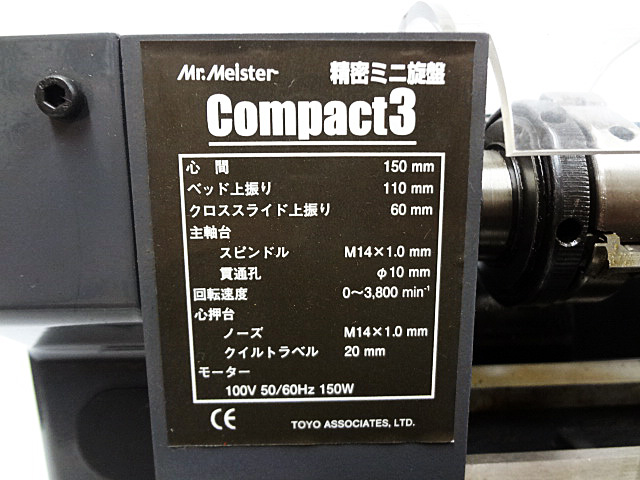 Mr.Meister 精密ミニ旋盤
Compact3
心間 150 mm
ベッド上振り 110 mm
クロススライド上振り 60 mm
主軸台
スピンドル M14×1.0 mm
貫通孔 φ10 mm
回転速度 0～3,800 min⁻¹
心押台
ノーズ M14×1.0 mm
クイルトラベル 20 mm
モーター
100V 50/60Hz 150W
CE TOYO ASSOCIATES, LTD.